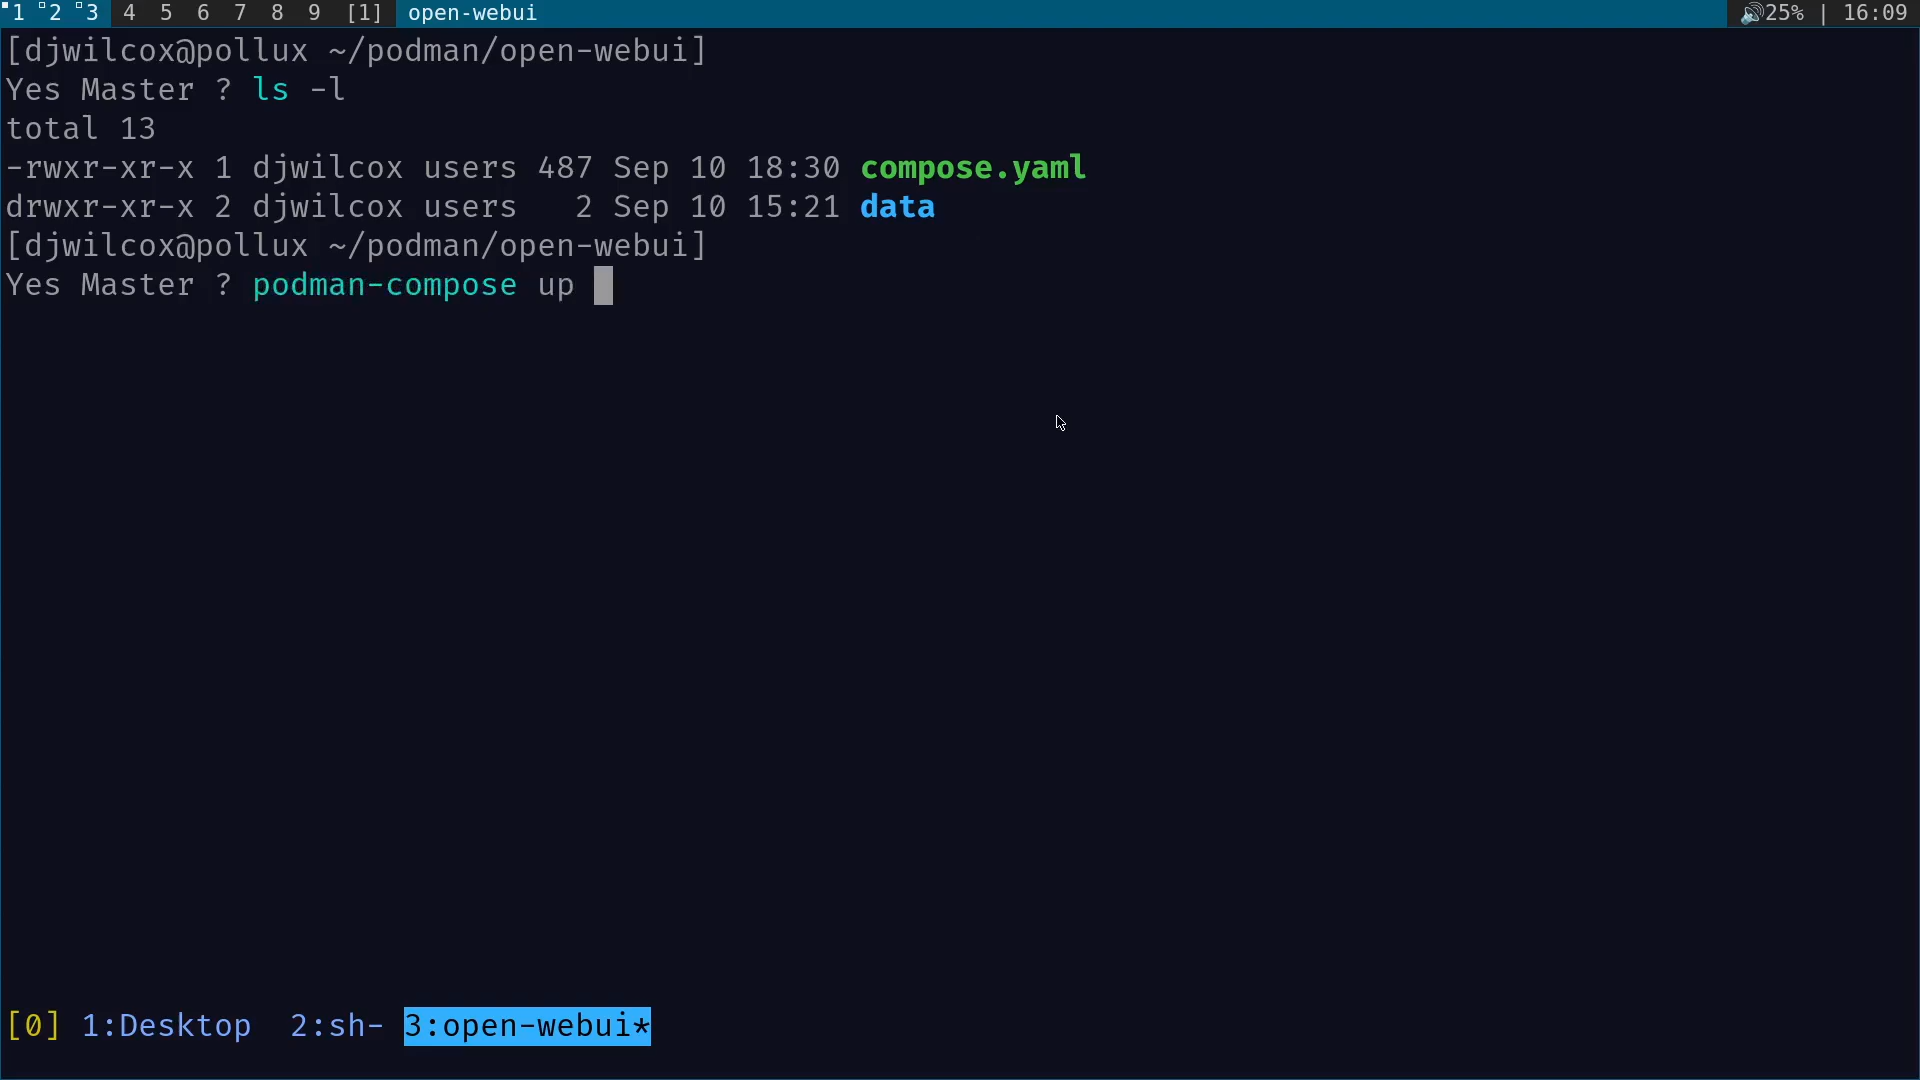 1 2 3 4 5 6 7 8 9 [1] open-webui 25% | 16:09
[djwilcox@pollux ~/podman/open-webui]
Yes Master ? ls -l
total 13
-rwxr-xr-x 1 djwilcox users 487 Sep 10 18:30 compose.yaml
drwxr-xr-x 2 djwilcox users   2 Sep 10 15:21 data
[djwilcox@pollux ~/podman/open-webui]
Yes Master ? podman-compose up
[0] 1:Desktop  2:sh- 3:open-webui*